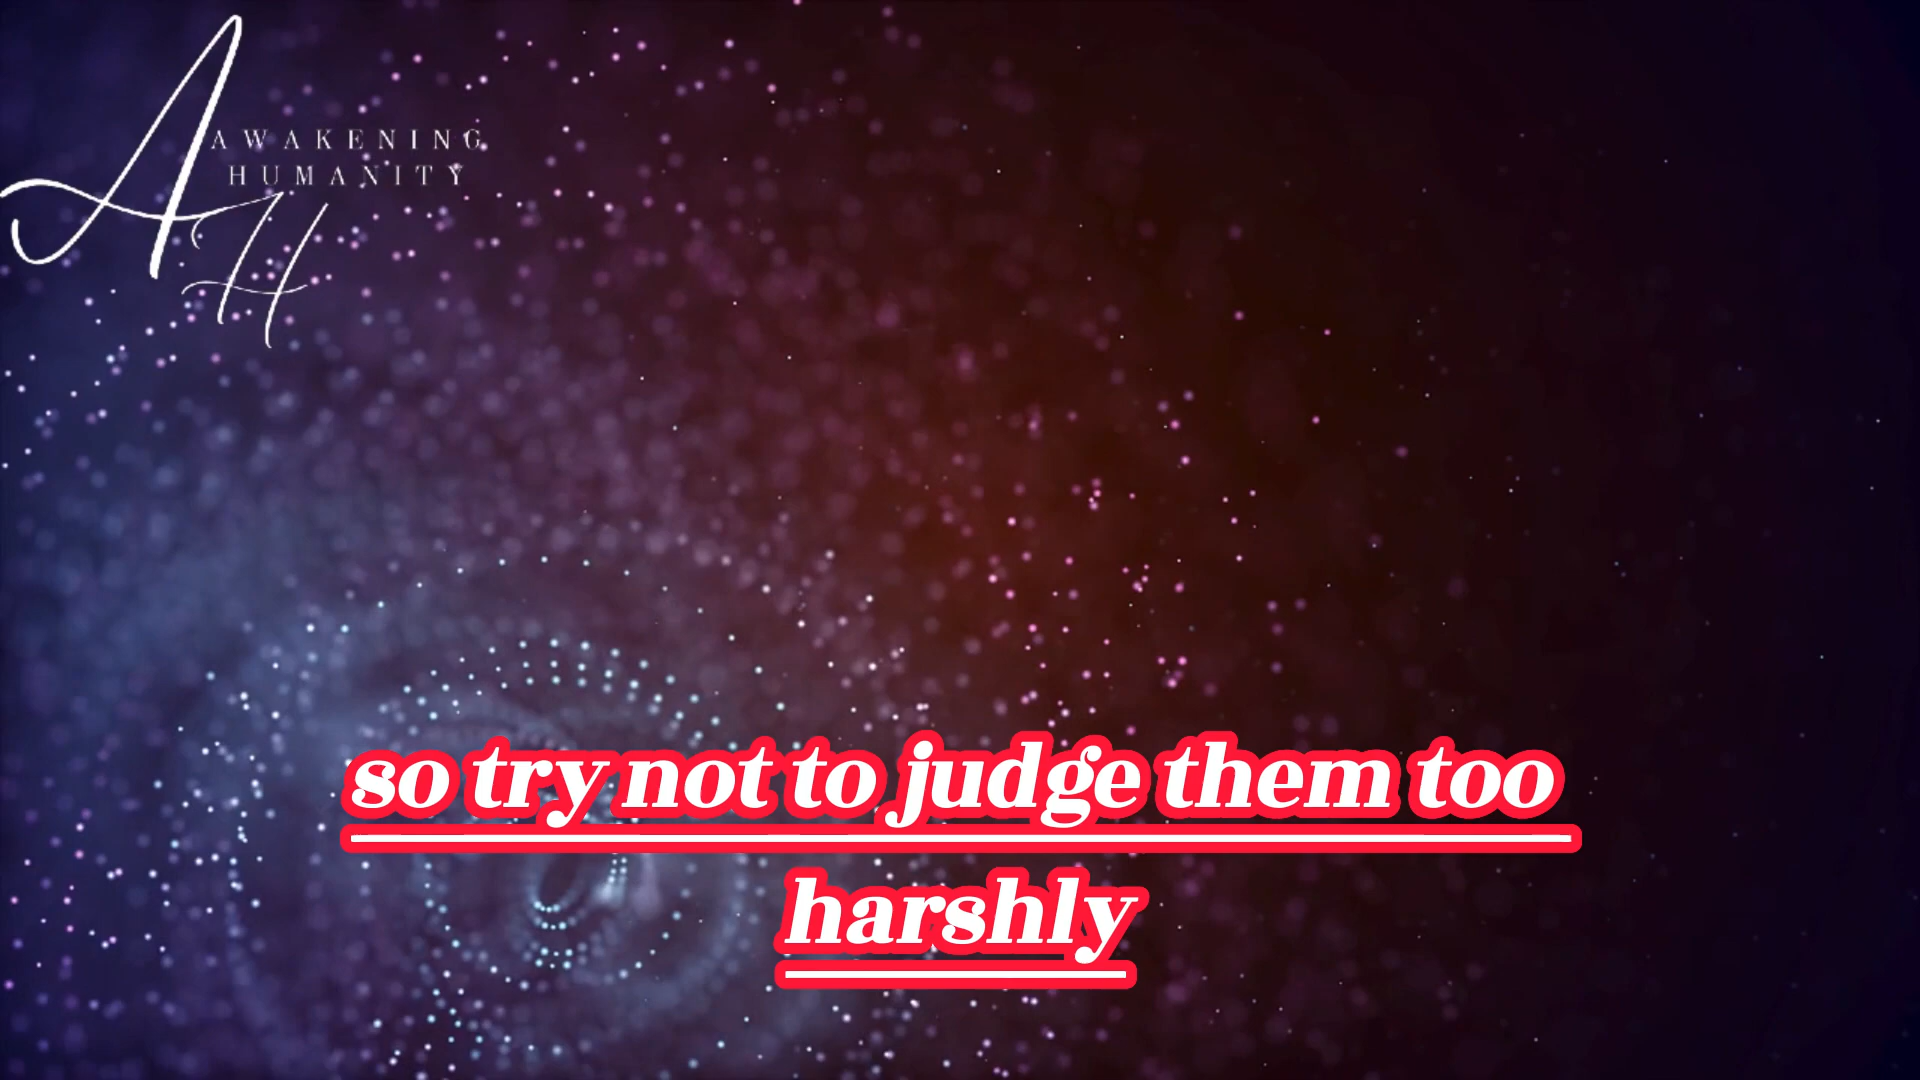 A
AWAKENING
HUMANITY
H
so try not to judge them too
harshly